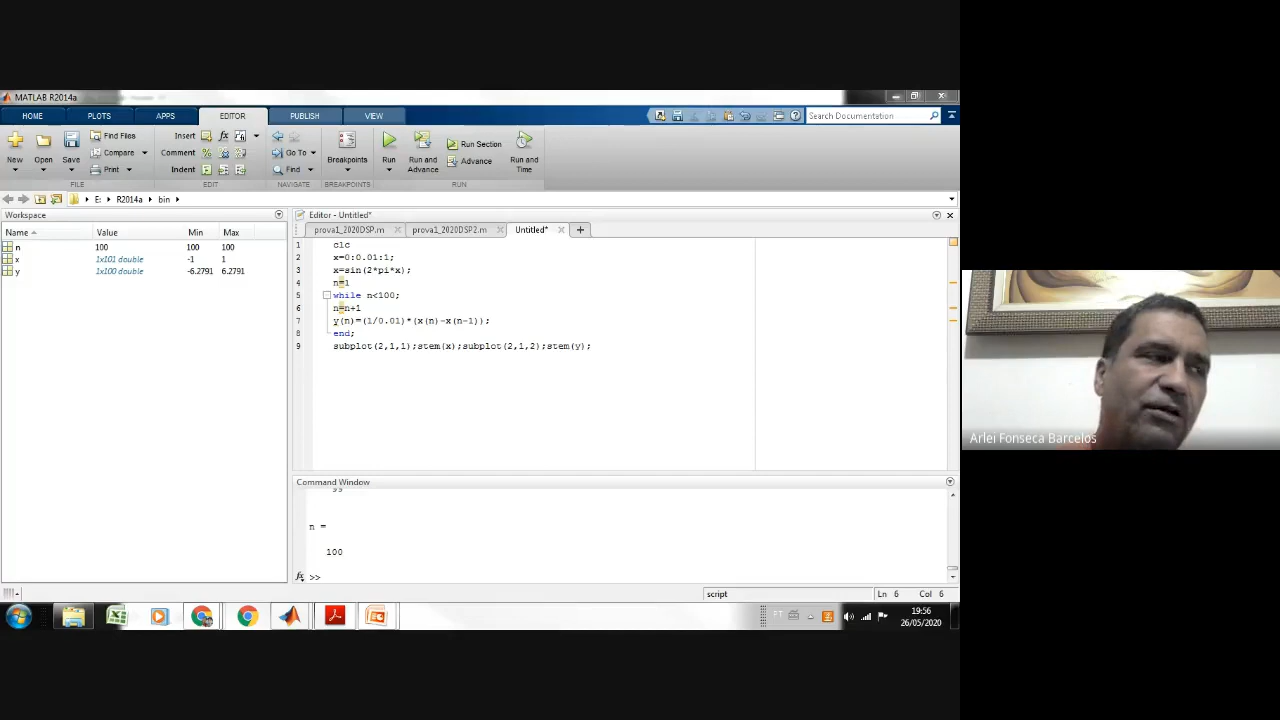 MATLAB R2014a
HOME PLOTS APPS EDITOR PUBLISH VIEW Search Documentation
New Open Save Find Files Compare Print Insert Comment Indent fx Go To Find Breakpoints Run Run and Advance Run Section Advance Run and Time
FILE EDIT NAVIGATE BREAKPOINTS RUN
E: R2014a bin
Workspace
Name Value Min Max
n 100 100 100
x 1x101 double -1 1
y 1x100 double -6.2791 6.2791
Editor - Untitled*
prova1_2020DSP.m prova1_2020DSP2.m Untitled*
1 clc
2 x=0:0.01:1;
3 x=sin(2*pi*x);
4 n=1
5 while n<100;
6 n=n+1
7 y(n)=(1/0.01)*(x(n)-x(n-1));
8 end;
9 subplot(2,1,1);stem(x);subplot(2,1,2);stem(y);
Command Window
99
n =
100
fx >>
script Ln 6 Col 6
PT 19:56
26/05/2020
Arlei Fonseca Barcelos